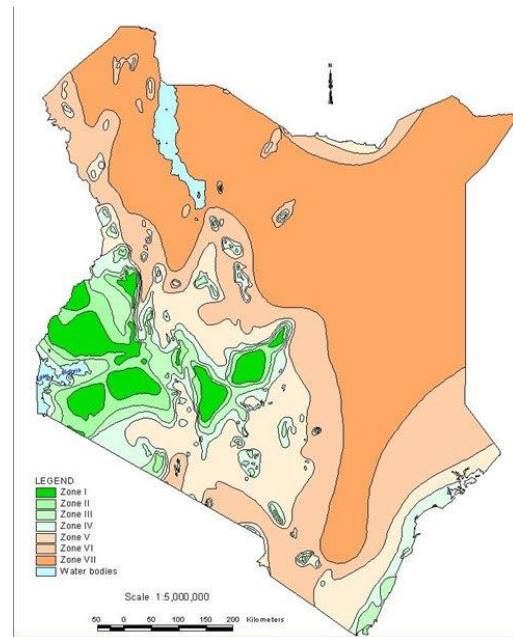 N
LEGEND
Zone I
Zone II
Zone III
Zone IV
Zone V
Zone VI
Zone VII
Water bodies
Scale 1:5,000,000
50 0 50 100 150 200 Kilometers